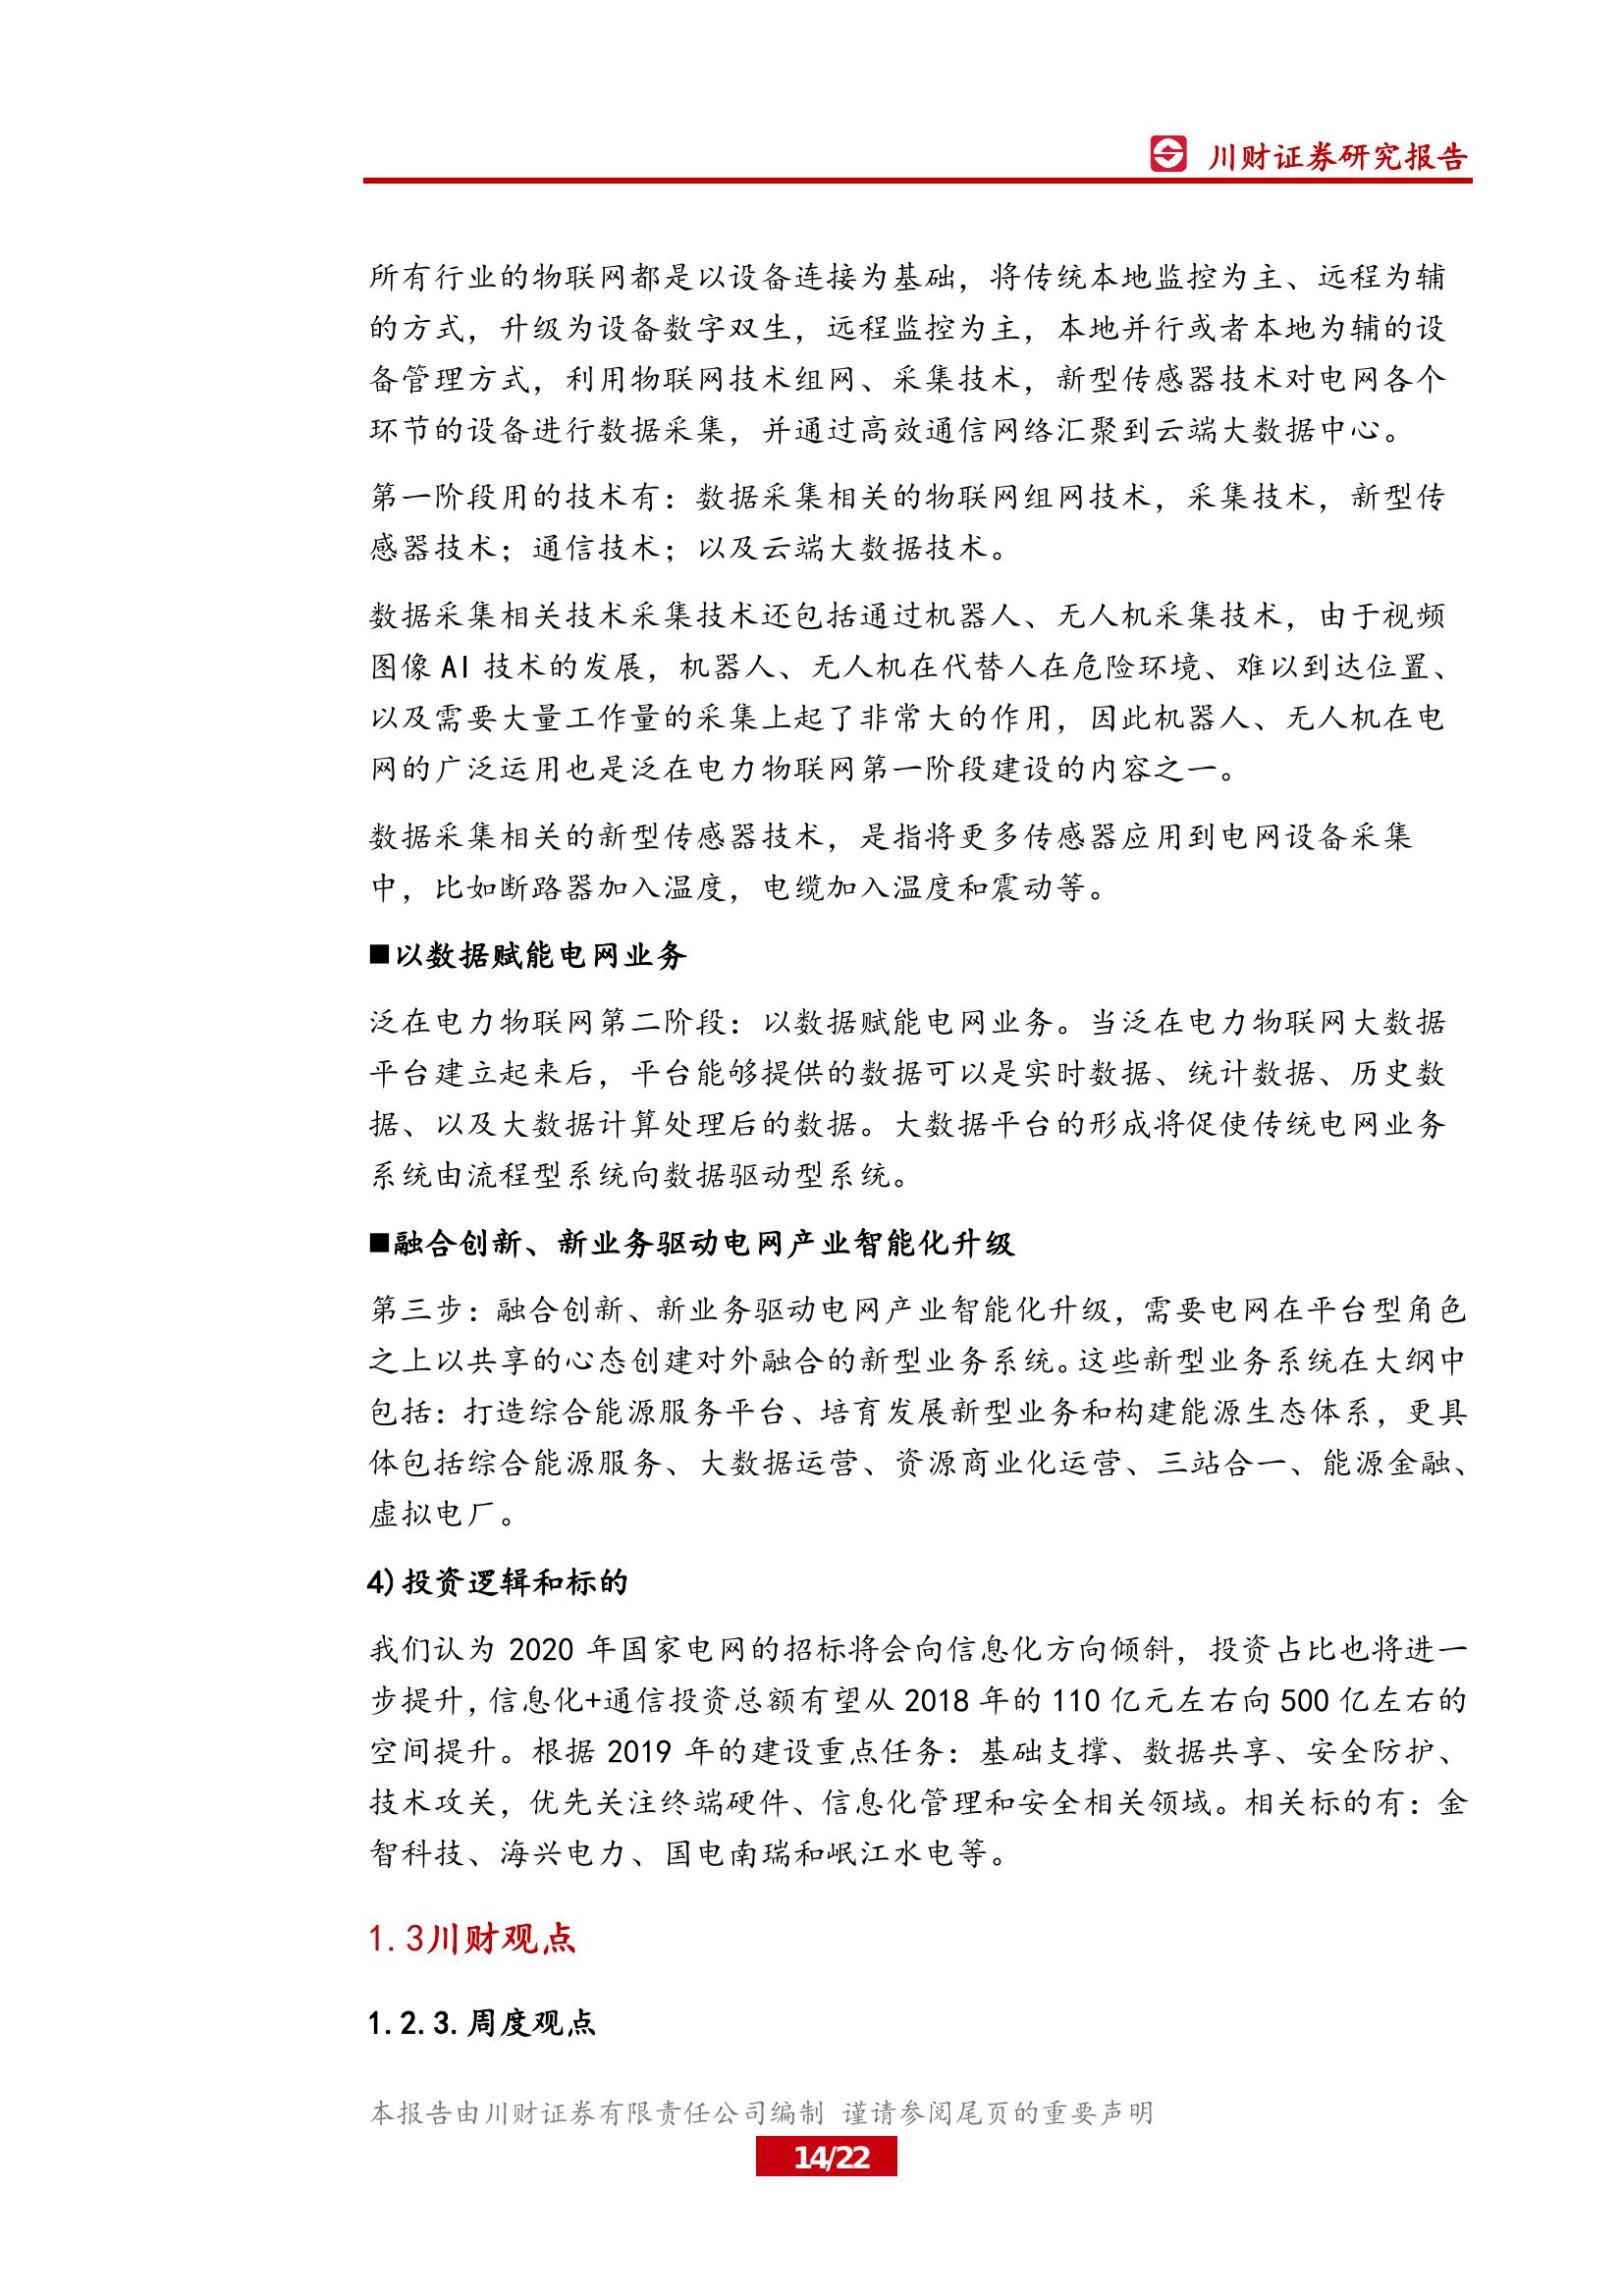 川财证券研究报告
所有行业的物联网都是以设备连接为基础，将传统本地监控为主、远程为辅
的方式，升级为设备数字双生，远程监控为主，本地并行或者本地为辅的设
备管理方式，利用物联网技术组网、采集技术，新型传感器技术对电网各个
环节的设备进行数据采集，并通过高效通信网络汇聚到云端大数据中心。
第一阶段用的技术有：数据采集相关的物联网组网技术，采集技术，新型传
感器技术；通信技术；以及云端大数据技术。
数据采集相关技术采集技术还包括通过机器人、无人机采集技术，由于视频
图像 AI 技术的发展，机器人、无人机在代替人在危险环境、难以到达位置、
以及需要大量工作量的采集上起了非常大的作用，因此机器人、无人机在电
网的广泛运用也是泛在电力物联网第一阶段建设的内容之一。
数据采集相关的新型传感器技术，是指将更多传感器应用到电网设备采集
中，比如断路器加入温度，电缆加入温度和震动等。
■以数据赋能电网业务
泛在电力物联网第二阶段：以数据赋能电网业务。当泛在电力物联网大数据
平台建立起来后，平台能够提供的数据可以是实时数据、统计数据、历史数
据、以及大数据计算处理后的数据。大数据平台的形成将促使传统电网业务
系统由流程型系统向数据驱动型系统。
■融合创新、新业务驱动电网产业智能化升级
第三步：融合创新、新业务驱动电网产业智能化升级，需要电网在平台型角色
之上以共享的心态创建对外融合的新型业务系统。这些新型业务系统在大纲中
包括：打造综合能源服务平台、培育发展新型业务和构建能源生态体系，更具
体包括综合能源服务、大数据运营、资源商业化运营、三站合一、能源金融、
虚拟电厂。
4)投资逻辑和标的
我们认为 2020 年国家电网的招标将会向信息化方向倾斜，投资占比也将进一
步提升，信息化+通信投资总额有望从 2018 年的 110 亿元左右向 500 亿左右的
空间提升。根据 2019 年的建设重点任务：基础支撑、数据共享、安全防护、
技术攻关，优先关注终端硬件、信息化管理和安全相关领域。相关标的有：金
智科技、海兴电力、国电南瑞和岷江水电等。
1.3川财观点
1.2.3.周度观点
本报告由川财证券有限责任公司编制 谨请参阅尾页的重要声明
14/22